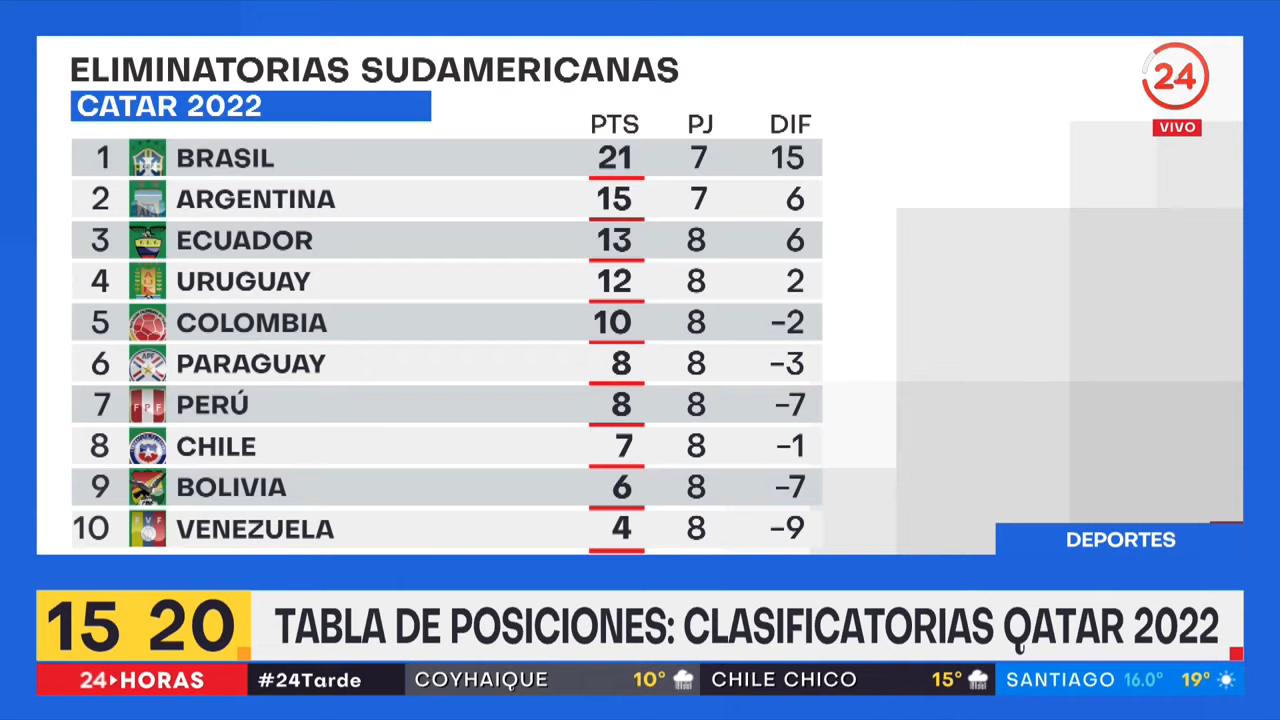 ELIMINATORIAS SUDAMERICANAS
CATAR 2022
24
VIVO
PTS PJ DIF
1 BRASIL 21 7 15
2 ARGENTINA 15 7 6
3 ECUADOR 13 8 6
4 URUGUAY 12 8 2
5 COLOMBIA 10 8 –2
6 PARAGUAY 8 8 –3
7 PERÚ 8 8 –7
8 CHILE 7 8 –1
9 BOLIVIA 6 8 –7
10 VENEZUELA 4 8 –9
DEPORTES
15 20 TABLA DE POSICIONES: CLASIFICATORIAS QATAR 2022
24 HORAS #24Tarde COYHAIQUE 10° CHILE CHICO 15° SANTIAGO 16.0° 19°